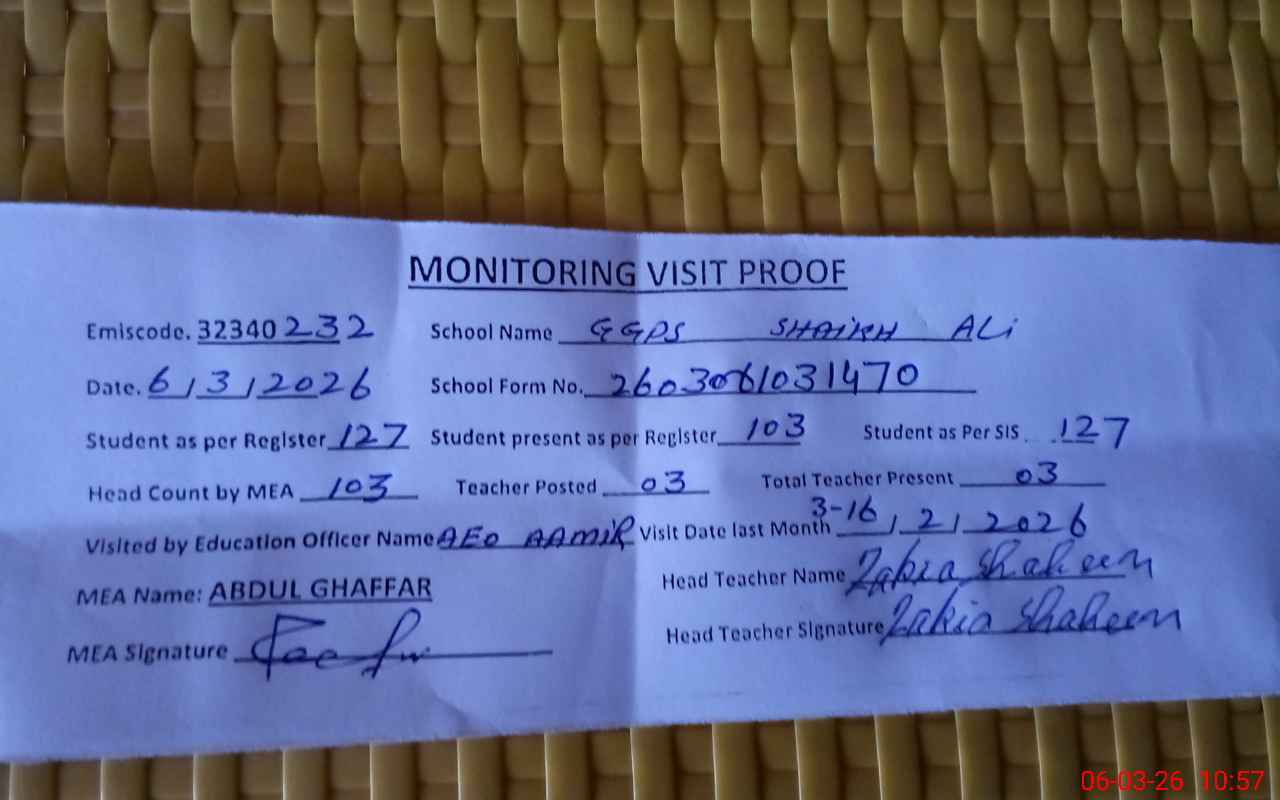 MONITORING VISIT PROOF
Emiscode. 32340232 School Name GGPS SHAIKH ALi
Date. 6/3/2026 School Form No. 2603061031470
Student as per Register 127 Student present as per Register 103 Student as Per SIS 127
Head Count by MEA 103 Teacher Posted 03 Total Teacher Present 03
Visited by Education Officer Name AEO AAMIR Visit Date last Month 3-16/2/2026
MEA Name: ABDUL GHAFFAR Head Teacher Name Zakia Shaheen
MEA Signature Head Teacher Signature Zakia Shaheen
06-03-26 10:57